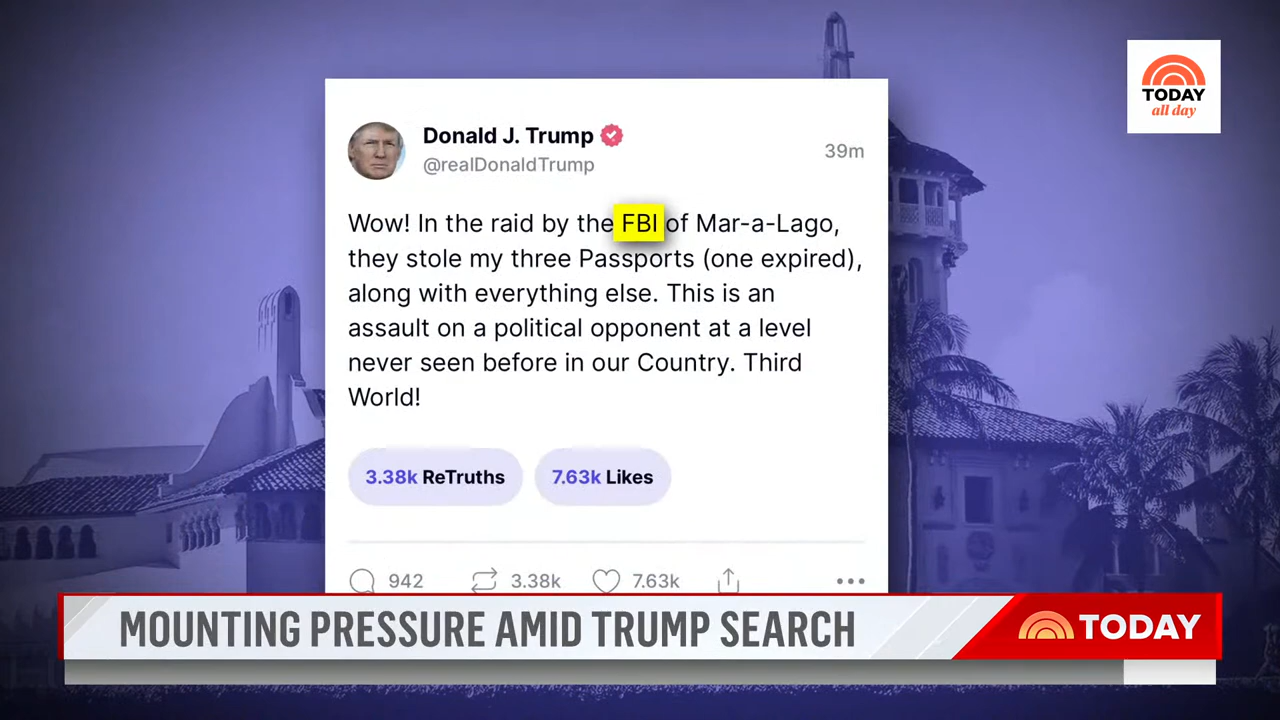 TODAY
all day
Donald J. Trump
@realDonaldTrump
39m
Wow! In the raid by the FBI of Mar-a-Lago,
they stole my three Passports (one expired),
along with everything else. This is an
assault on a political opponent at a level
never seen before in our Country. Third
World!
3.38k ReTruths 7.63k Likes
942 3.38k 7.63k
MOUNTING PRESSURE AMID TRUMP SEARCH
TODAY